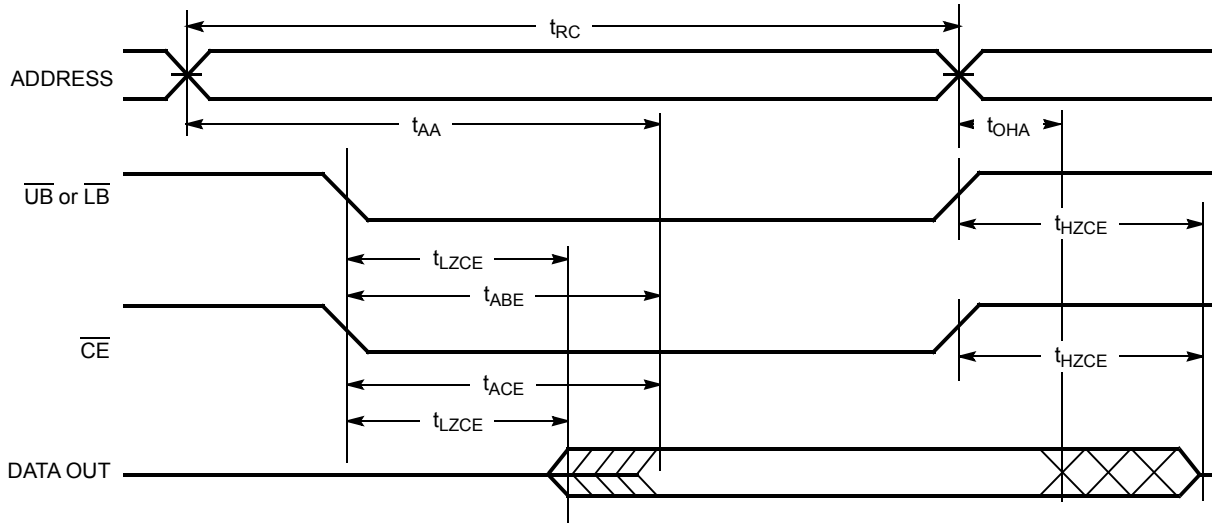 tRC
ADDRESS
tAA
tOHA
UB or LB
tHZCE
tLZCE
tABE
CE
tHZCE
tACE
tLZCE
DATA OUT